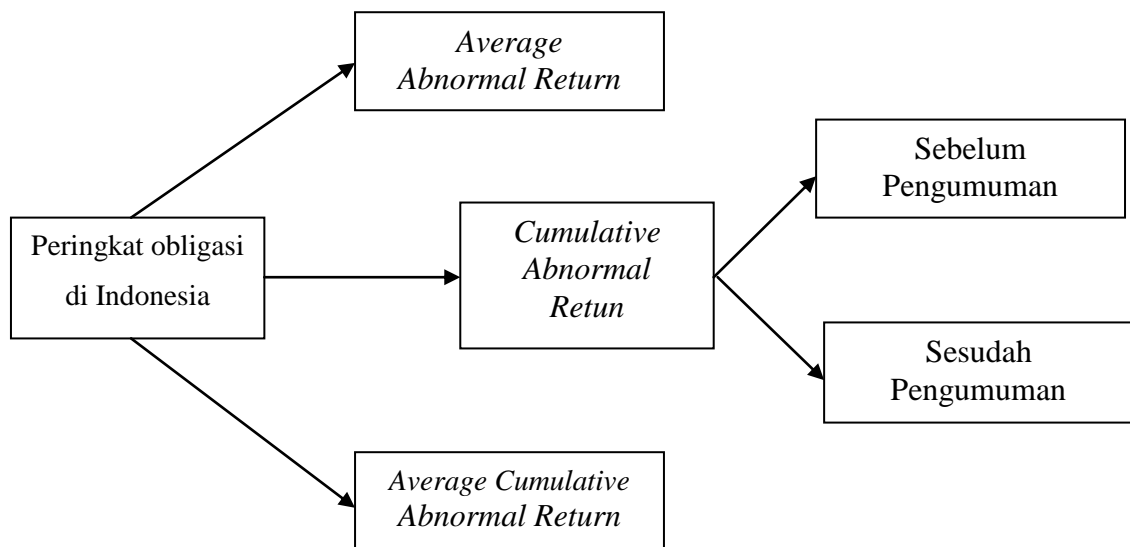 Average
Abnormal Return
Sebelum
Pengumuman
Peringkat obligasi
di Indonesia
Cumulative
Abnormal
Retun
Sesudah
Pengumuman
Average Cumulative
Abnormal Return